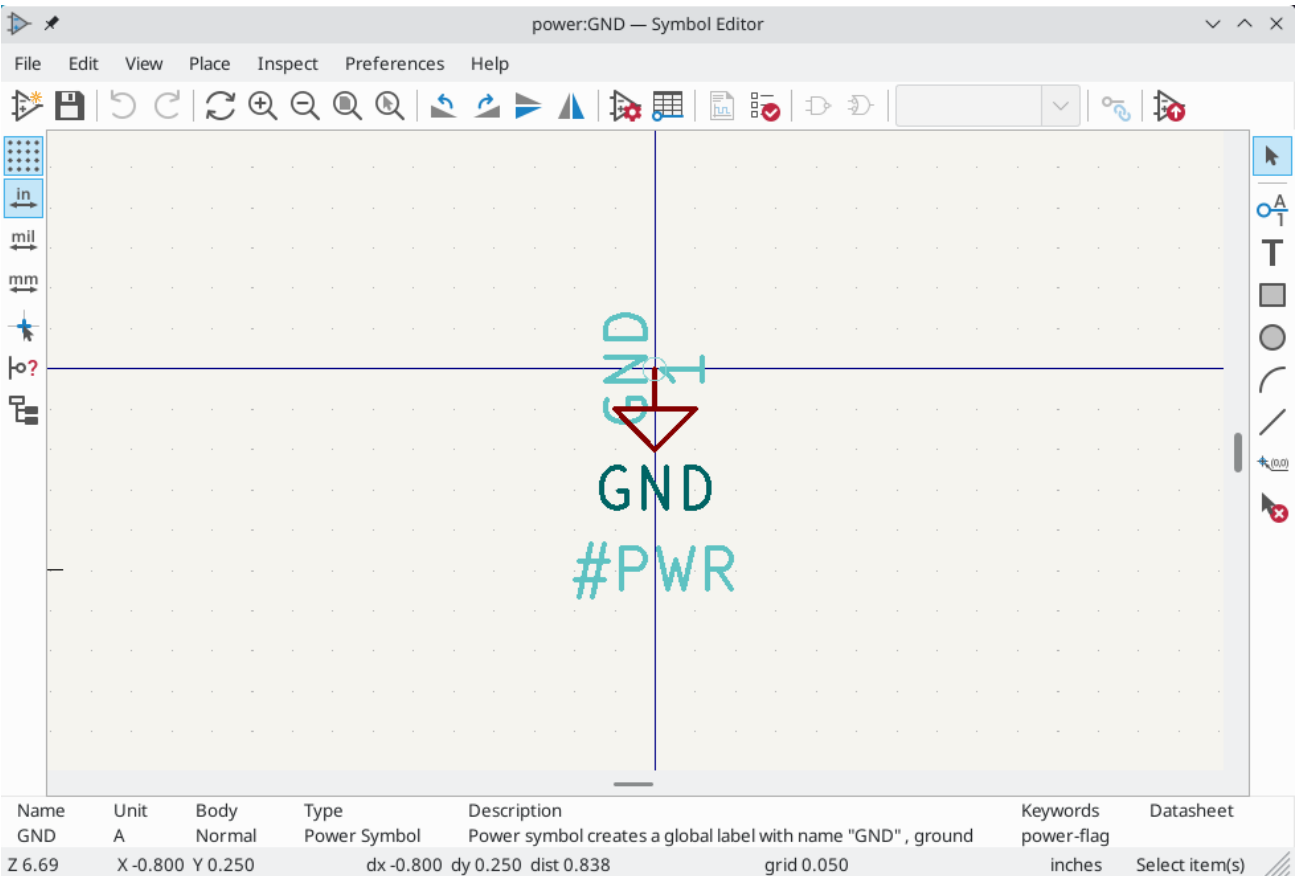 power:GND — Symbol Editor
File Edit View Place Inspect Preferences Help
in
mil
mm
?
A
1
T
(0,0)
GND
1
GND
#PWR
Name Unit Body Type Description Keywords Datasheet
GND A Normal Power Symbol Power symbol creates a global label with name "GND" , ground power-flag
Z 6.69 X -0.800 Y 0.250 dx -0.800 dy 0.250 dist 0.838 grid 0.050 inches Select item(s)